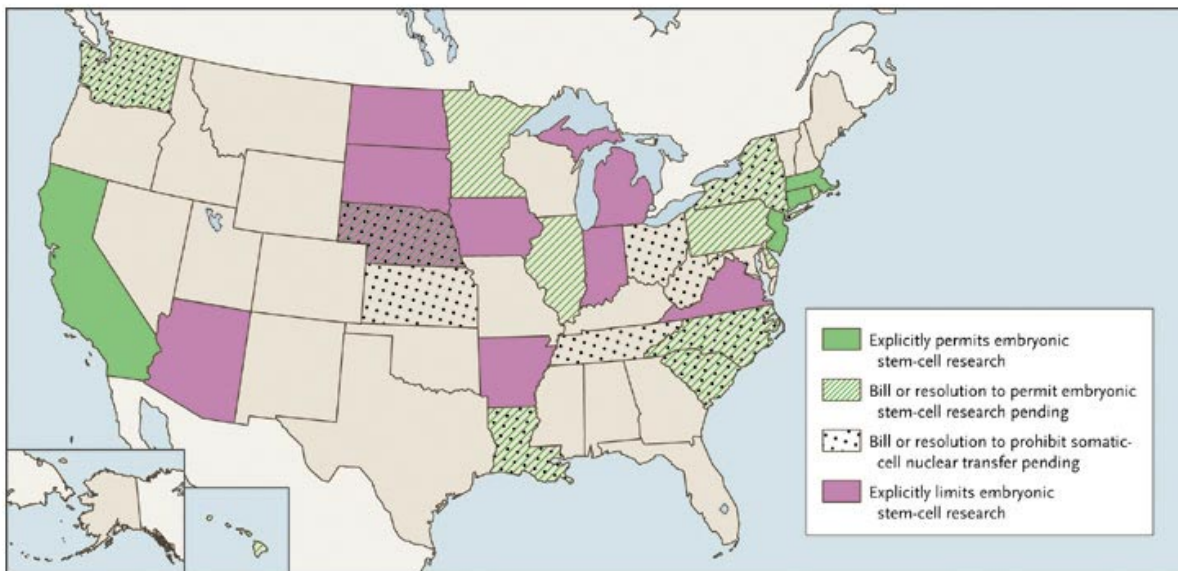 Explicitly permits embryonic
stem-cell research
Bill or resolution to permit embryonic
stem-cell research pending
Bill or resolution to prohibit somatic-
cell nuclear transfer pending
Explicitly limits embryonic
stem-cell research